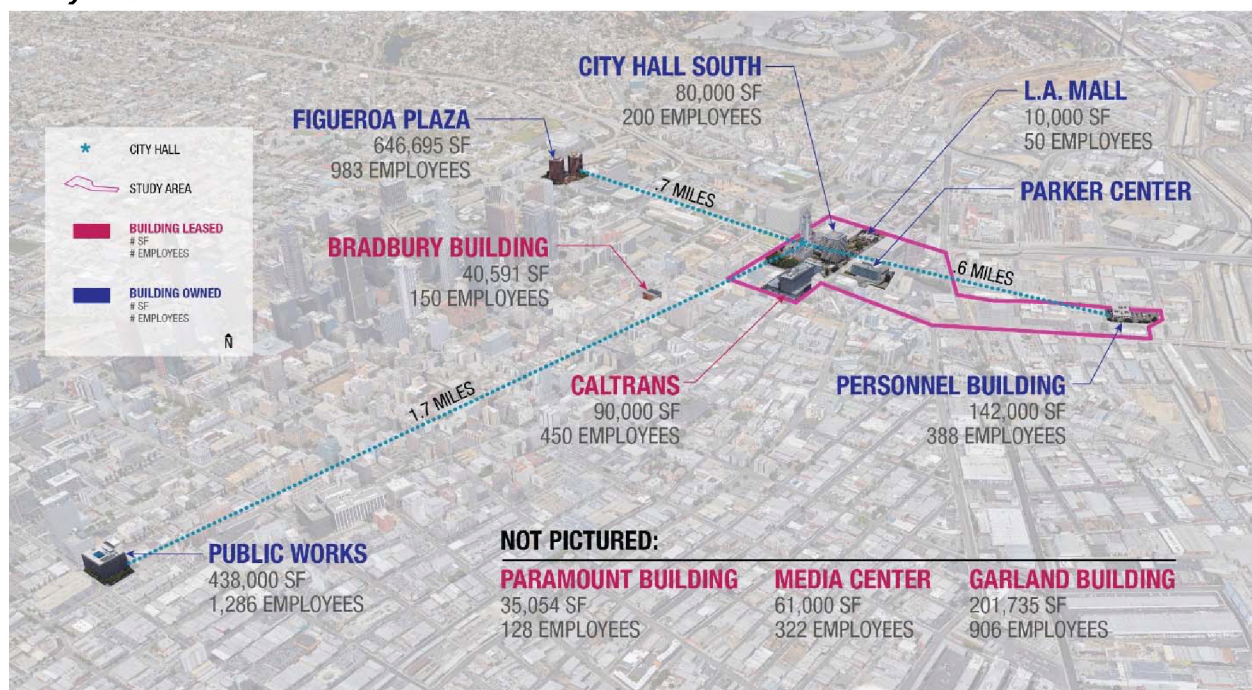 CITY HALL SOUTH
80,000 SF
200 EMPLOYEES
L.A. MALL
10,000 SF
50 EMPLOYEES
FIGUEROA PLAZA
646,695 SF
983 EMPLOYEES
PARKER CENTER
CITY HALL
STUDY AREA
BUILDING LEASED
# SF
# EMPLOYEES
BUILDING OWNED
# SF
# EMPLOYEES
N
.7 MILES
BRADBURY BUILDING
40,591 SF
150 EMPLOYEES
.6 MILES
CALTRANS
90,000 SF
450 EMPLOYEES
PERSONNEL BUILDING
142,000 SF
388 EMPLOYEES
1.7 MILES
PUBLIC WORKS
438,000 SF
1,286 EMPLOYEES
NOT PICTURED:
PARAMOUNT BUILDING
35,054 SF
128 EMPLOYEES
MEDIA CENTER
61,000 SF
322 EMPLOYEES
GARLAND BUILDING
201,735 SF
906 EMPLOYEES